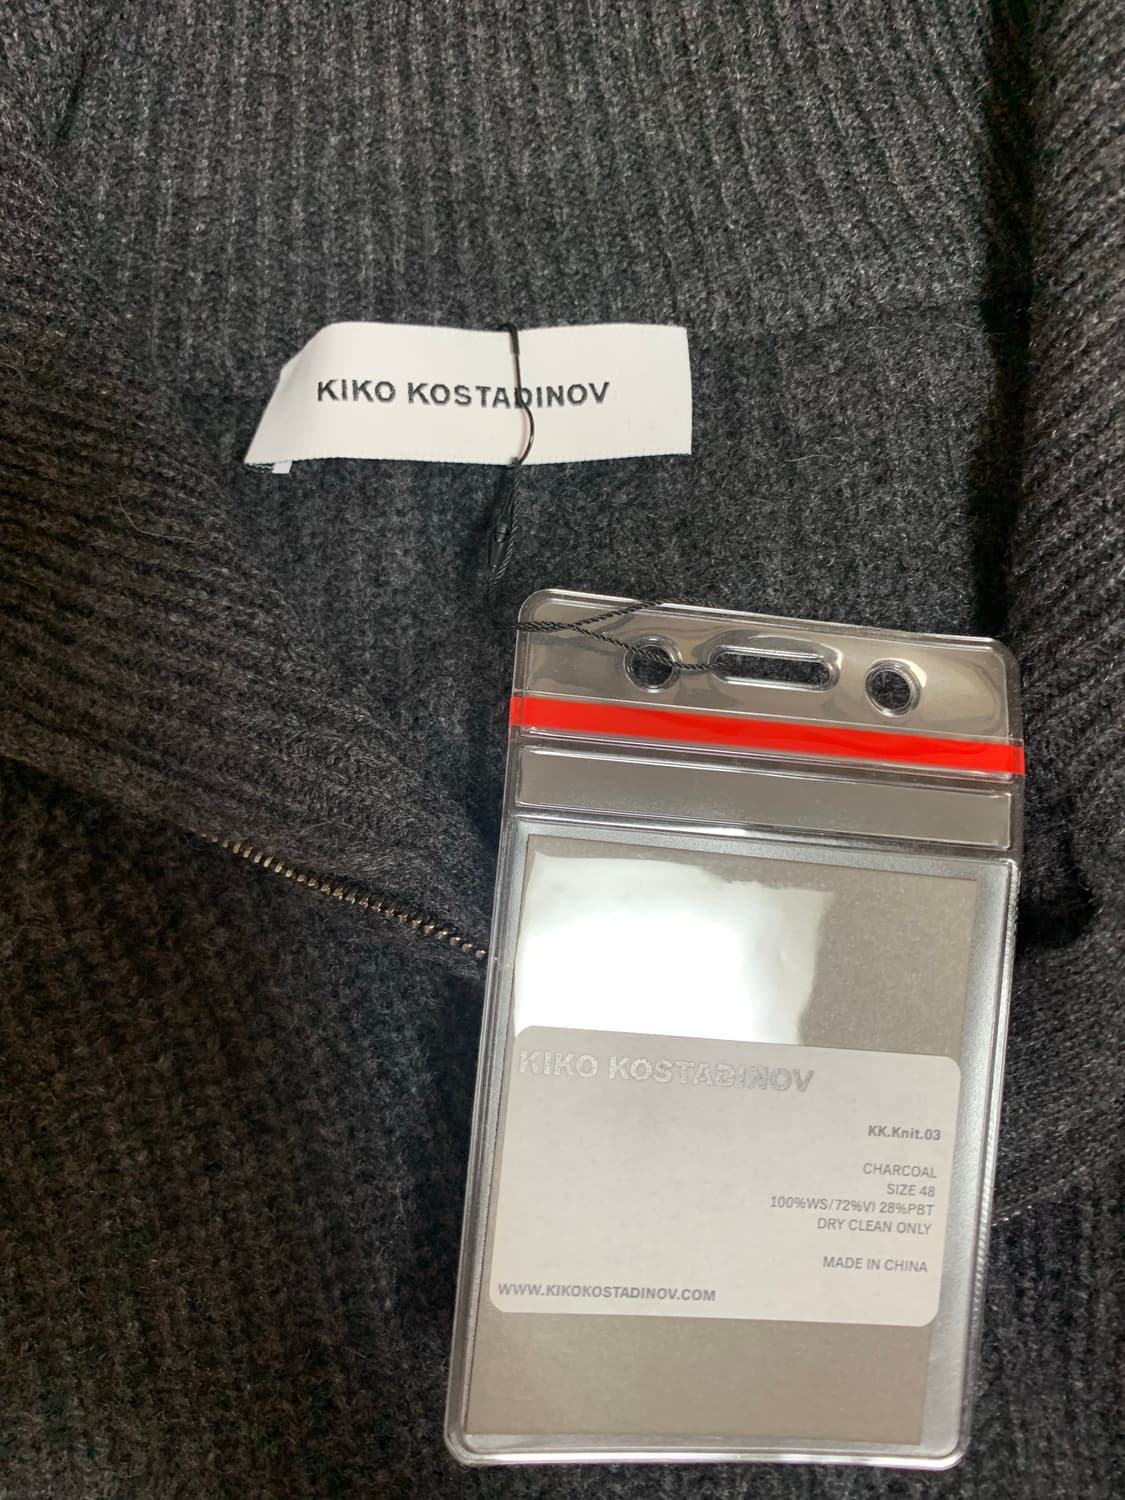 KIKO KOSTADINOV
KIKO KOSTADINOV
KK.Knit.03
CHARCOAL
SIZE 48
100%WS/72%VI 28%PBT
DRY CLEAN ONLY
MADE IN CHINA
WWW.KIKOKOSTADINOV.COM